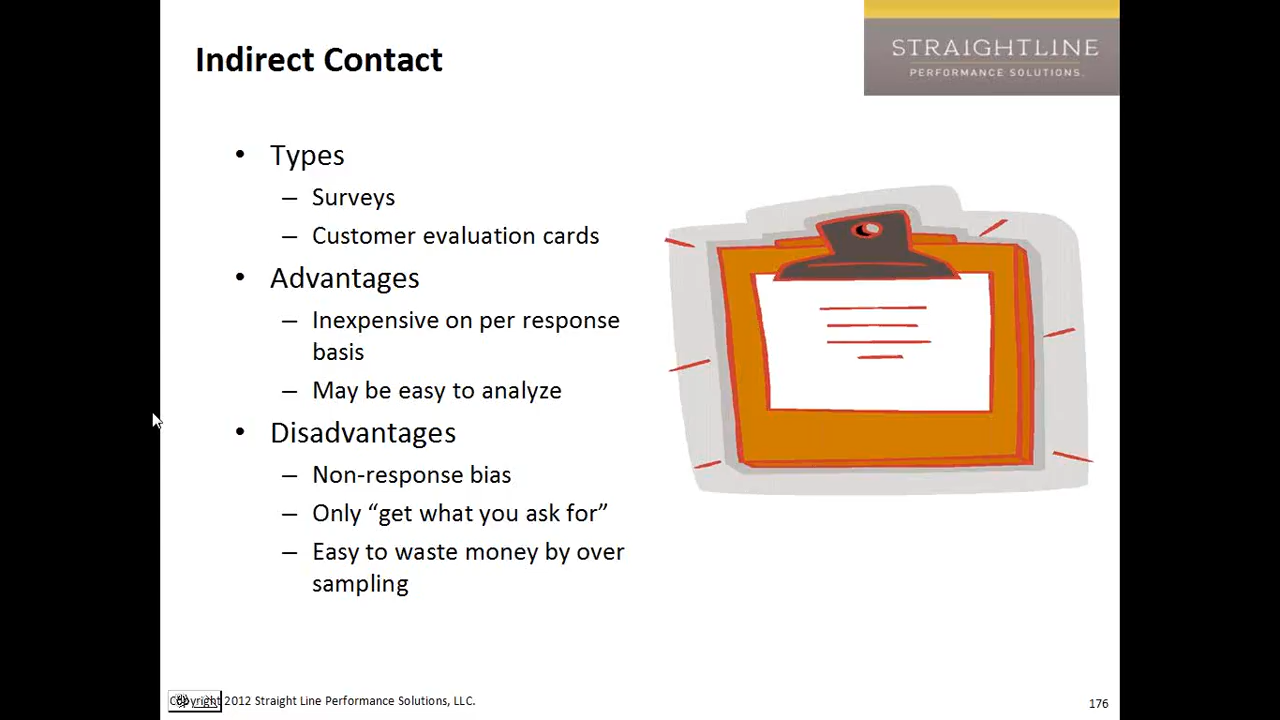 Indirect Contact
STRAIGHTLINE
PERFORMANCE SOLUTIONS.
• Types
– Surveys
– Customer evaluation cards
• Advantages
– Inexpensive on per response
basis
– May be easy to analyze
• Disadvantages
– Non-response bias
– Only “get what you ask for”
– Easy to waste money by over
sampling
Copyright 2012 Straight Line Performance Solutions, LLC.
176